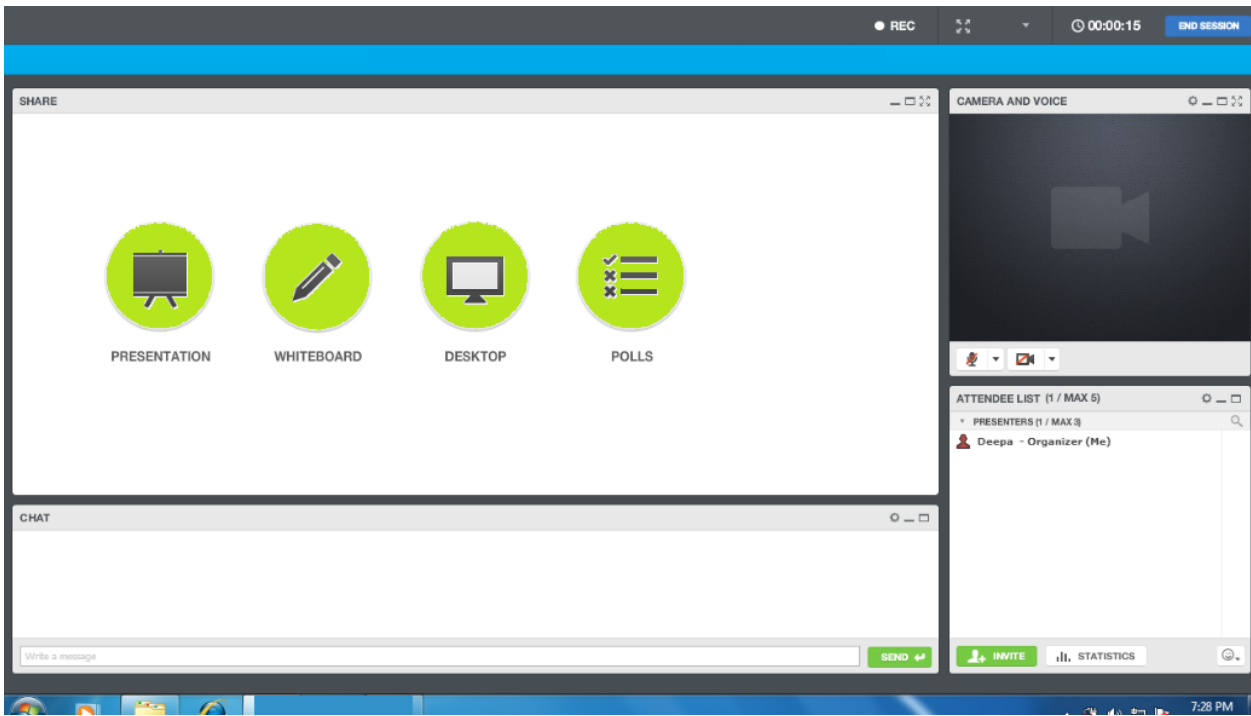 REC
00:00:15
END SESSION
SHARE
CAMERA AND VOICE
PRESENTATION
WHITEBOARD
DESKTOP
POLLS
ATTENDEE LIST (1 / MAX 5)
PRESENTERS (1 / MAX 3)
Deepa - Organizer (Me)
CHAT
Write a message
SEND
INVITE
STATISTICS
7:28 PM